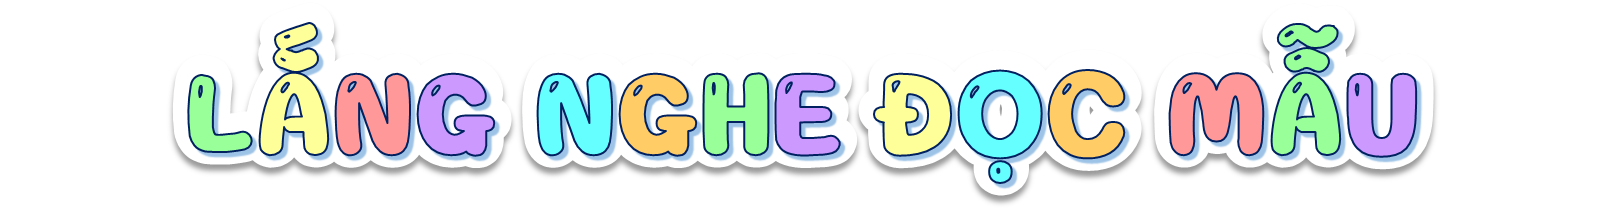 LẮNG NGHE ĐỌC MẪU